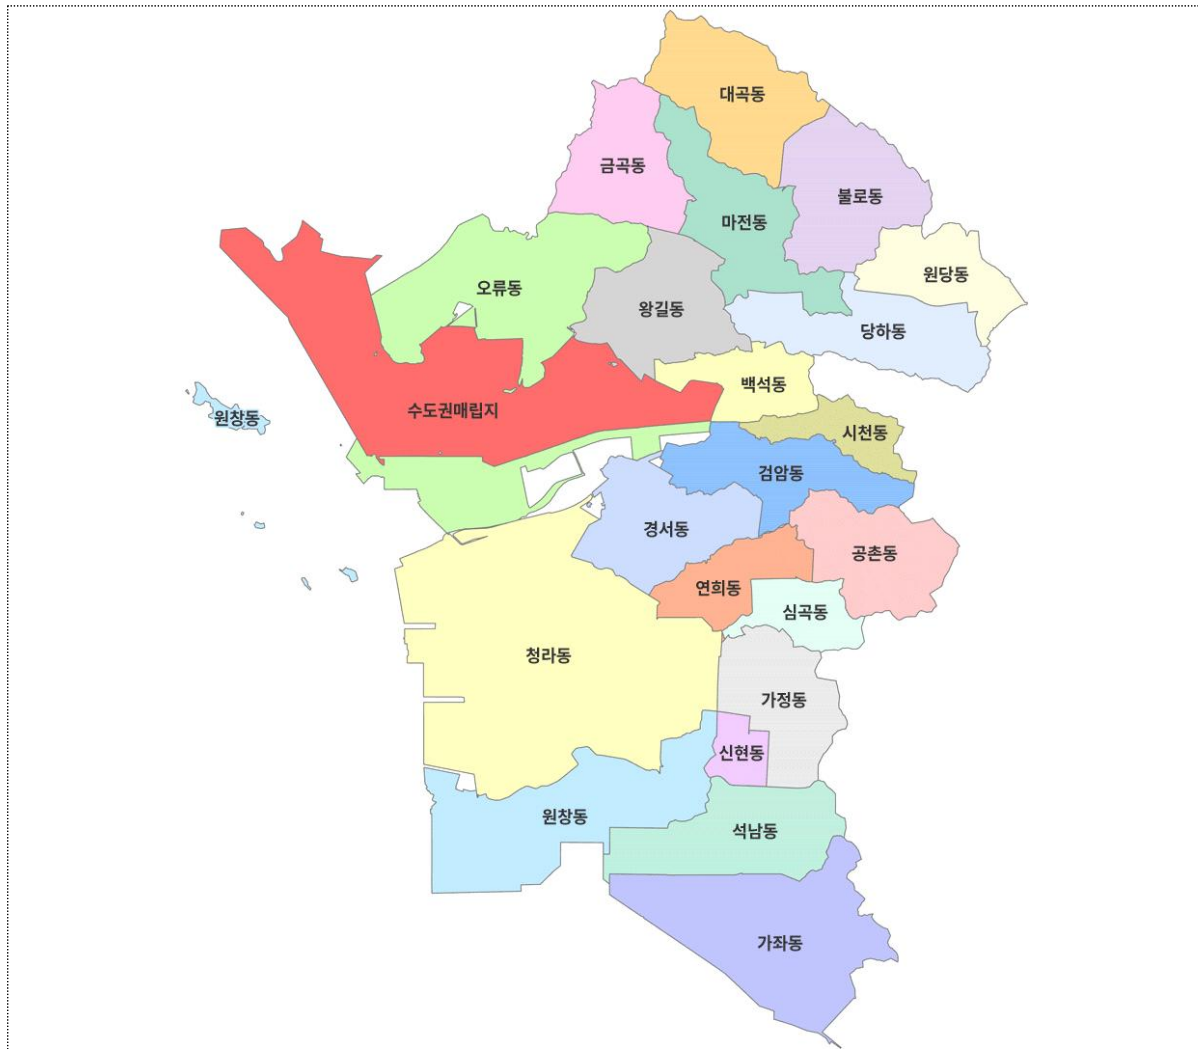 대곡동
금곡동
불로동
마전동
원당동
오류동
왕길동
당하동
백석동
수도권매립지
원창동
시천동
검암동
경서동
공촌동
연희동
심곡동
청라동
가정동
신현동
원창동
석남동
가좌동